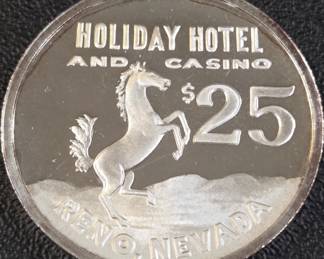 HOLIDAY HOTEL
AND CASINO
$25
RENO, NEVADA